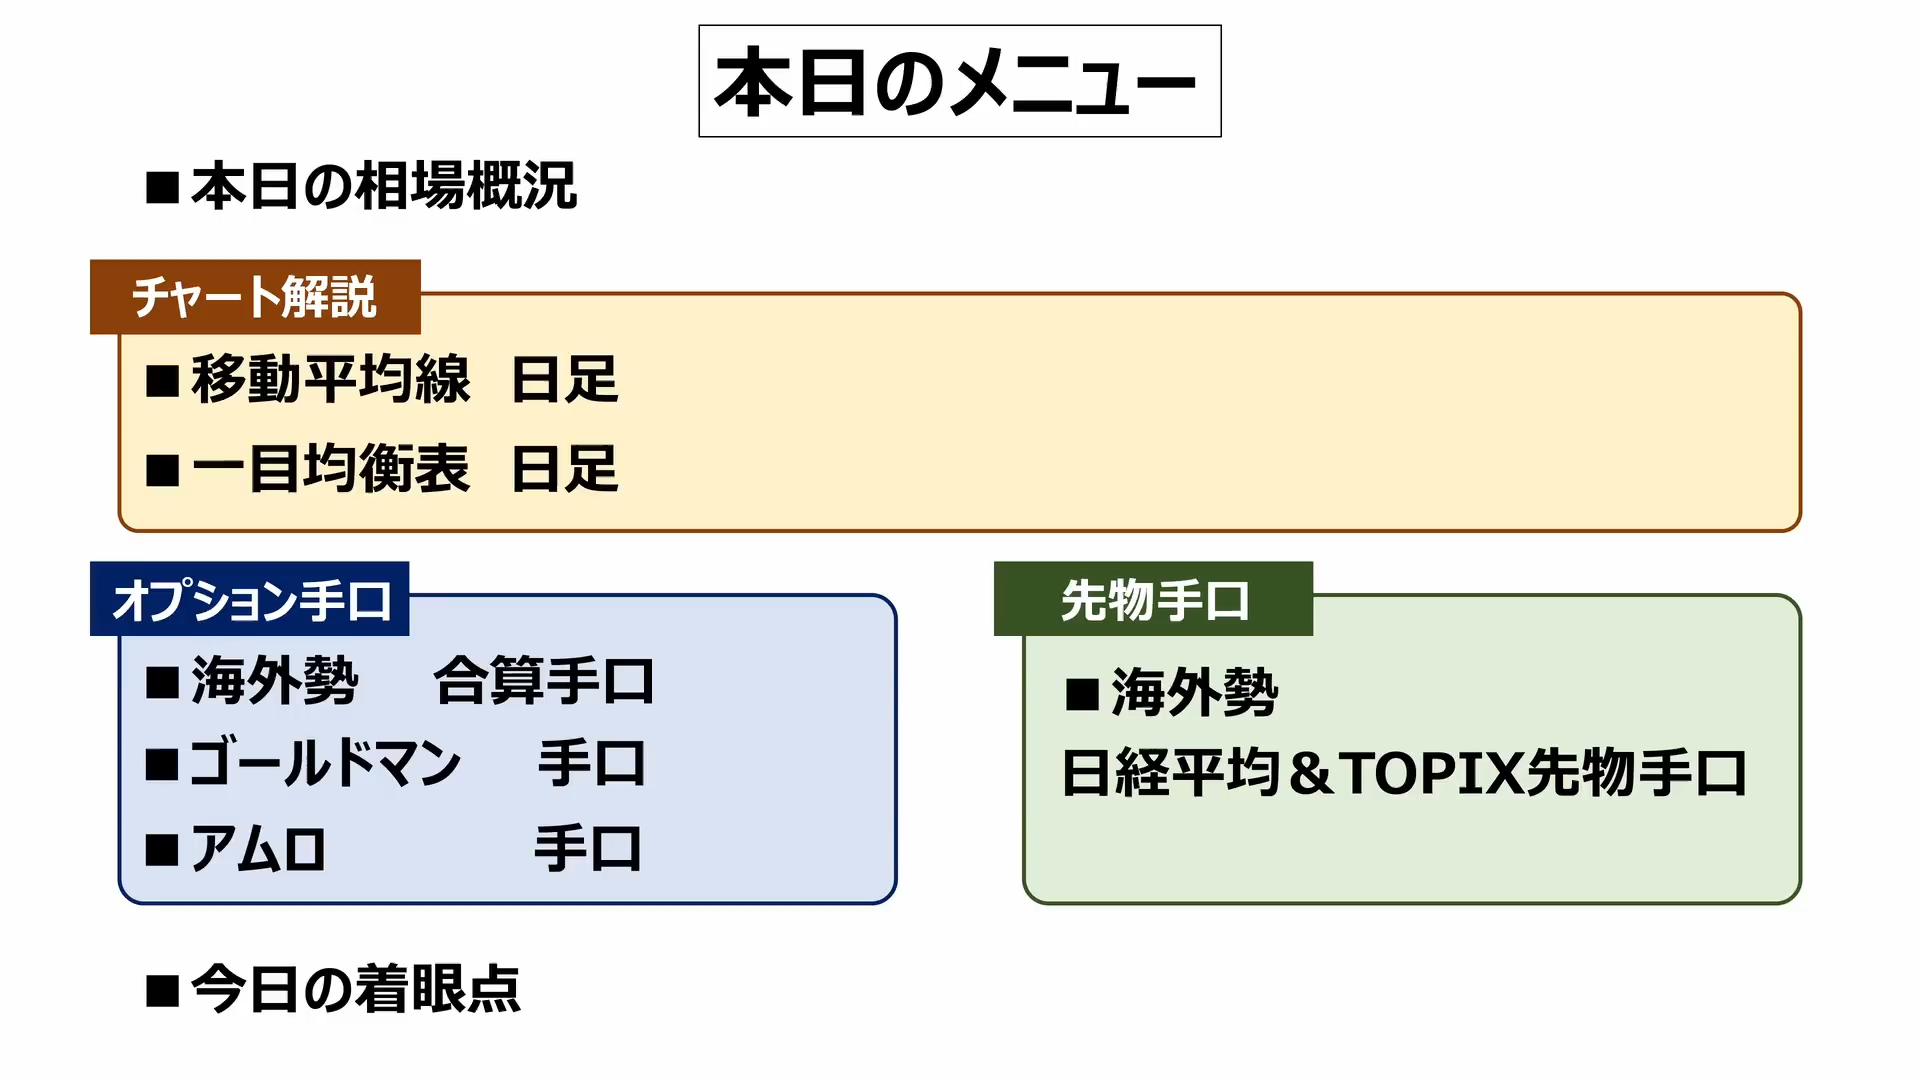 本日のメニュー
■本日の相場概況
チャート解説
■移動平均線 日足
■一目均衡表 日足
オプション手口
■海外勢 合算手口
■ゴールドマン 手口
■アムロ 手口
先物手口
■海外勢
日経平均＆TOPIX先物手口
■今日の着眼点